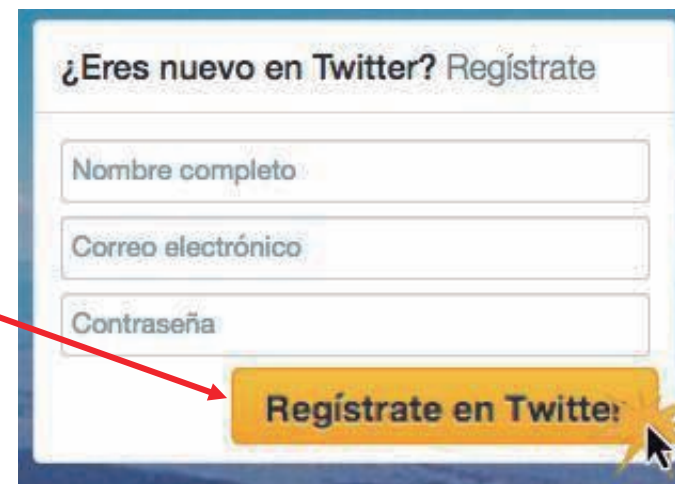 ¿Eres nuevo en Twitter? Regístrate
Nombre completo
Correo electrónico
Contraseña
Regístrate en Twitter